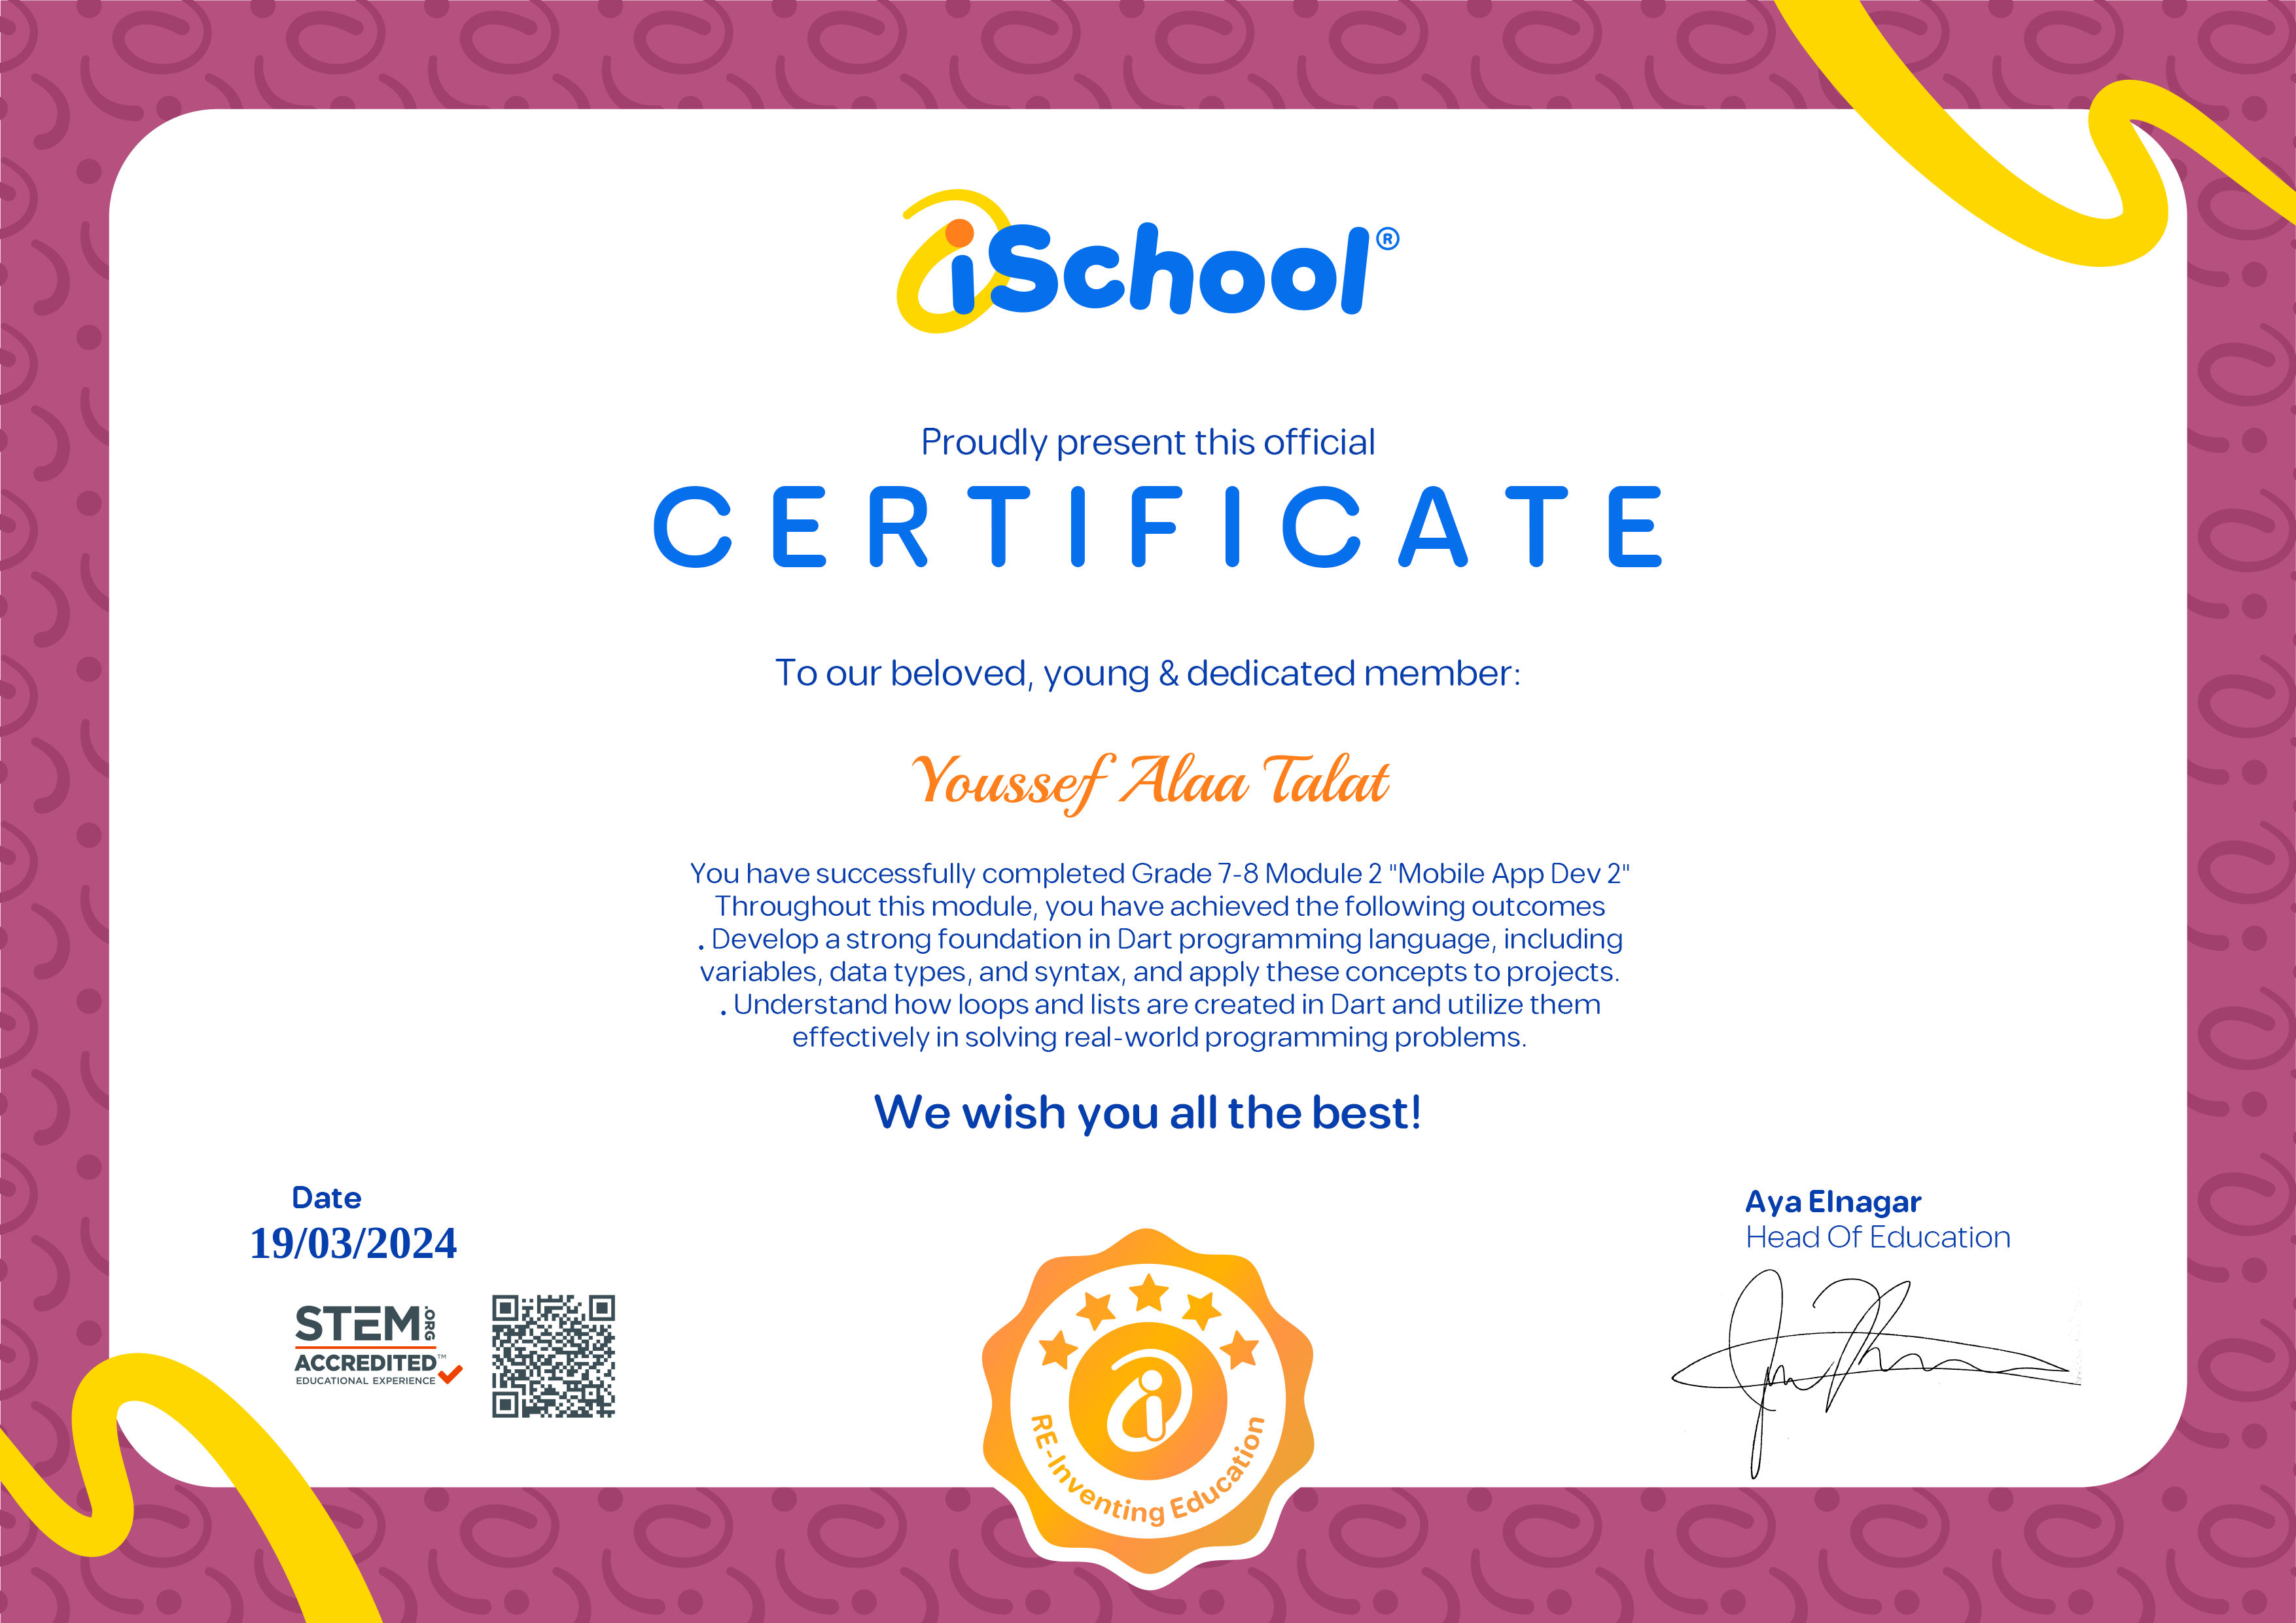 iSchool®
Proudly present this official
CERTIFICATE
To our beloved, young & dedicated member:
Youssef Alaa Talat
You have successfully completed Grade 7-8 Module 2 "Mobile App Dev 2"
Throughout this module, you have achieved the following outcomes
. Develop a strong foundation in Dart programming language, including
variables, data types, and syntax, and apply these concepts to projects.
. Understand how loops and lists are created in Dart and utilize them
effectively in solving real-world programming problems.
We wish you all the best!
Date
19/03/2024
STEM.ORG
ACCREDITED™
EDUCATIONAL EXPERIENCE
RE-Inventing Education
Aya Elnagar
Head Of Education